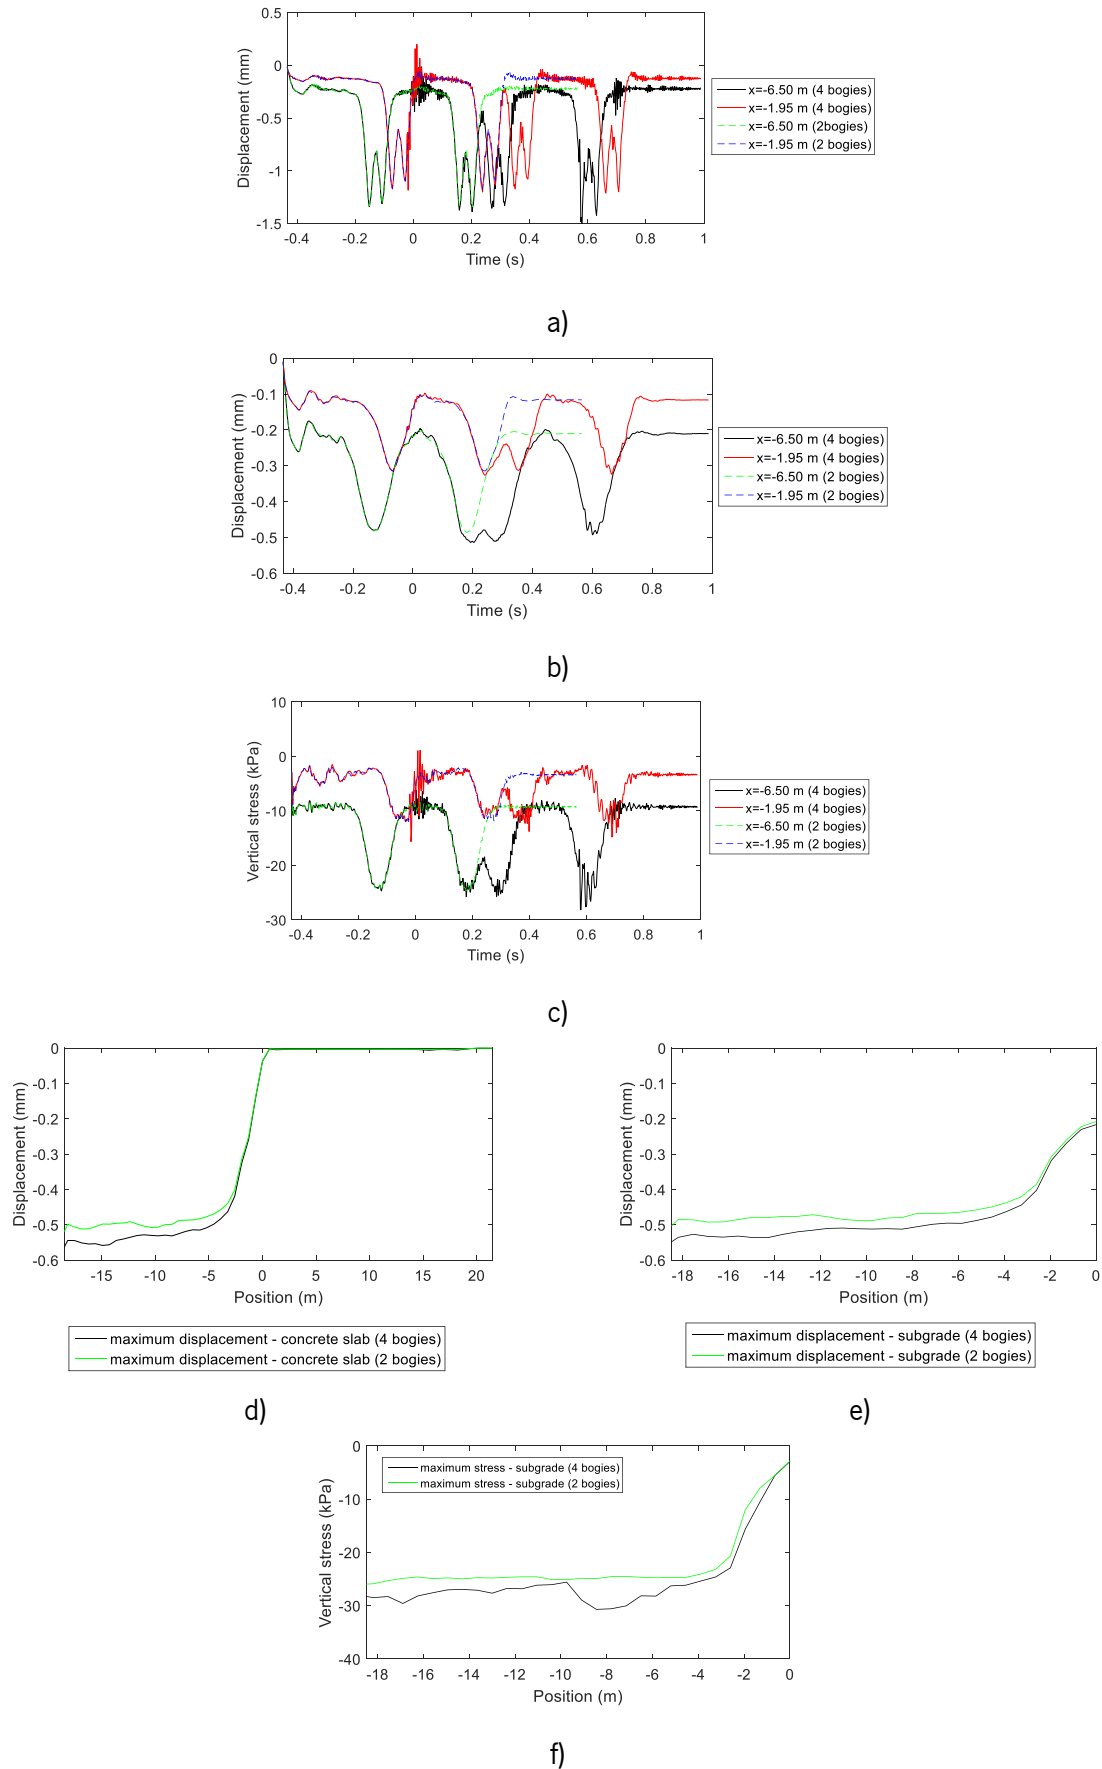 0.5
0
-0.5
-1
-1.5
Displacement (mm)
-0.4 -0.2 0 0.2 0.4 0.6 0.8 1
Time (s)
x=-6.50 m (4 bogies)
x=-1.95 m (4 bogies)
x=-6.50 m (2bogies)
x=-1.95 m (2 bogies)
a)
0
-0.1
-0.2
-0.3
-0.4
-0.5
-0.6
Displacement (mm)
-0.4 -0.2 0 0.2 0.4 0.6 0.8 1
Time (s)
x=-6.50 m (4 bogies)
x=-1.95 m (4 bogies)
x=-6.50 m (2 bogies)
x=-1.95 m (2 bogies)
b)
10
0
-10
-20
-30
Vertical stress (kPa)
-0.4 -0.2 0 0.2 0.4 0.6 0.8 1
Time (s)
x=-6.50 m (4 bogies)
x=-1.95 m (4 bogies)
x=-6.50 m (2 bogies)
x=-1.95 m (2 bogies)
c)
0
-0.1
-0.2
-0.3
-0.4
-0.5
-0.6
Displacement (mm)
-15 -10 -5 0 5 10 15 20
Position (m)
maximum displacement - concrete slab (4 bogies)
maximum displacement - concrete slab (2 bogies)
d)
0
-0.1
-0.2
-0.3
-0.4
-0.5
-0.6
Displacement (mm)
-18 -16 -14 -12 -10 -8 -6 -4 -2 0
Position (m)
maximum displacement - subgrade (4 bogies)
maximum displacement - subgrade (2 bogies)
e)
0
-10
-20
-30
-40
Vertical stress (kPa)
maximum stress - subgrade (4 bogies)
maximum stress - subgrade (2 bogies)
-18 -16 -14 -12 -10 -8 -6 -4 -2 0
Position (m)
f)